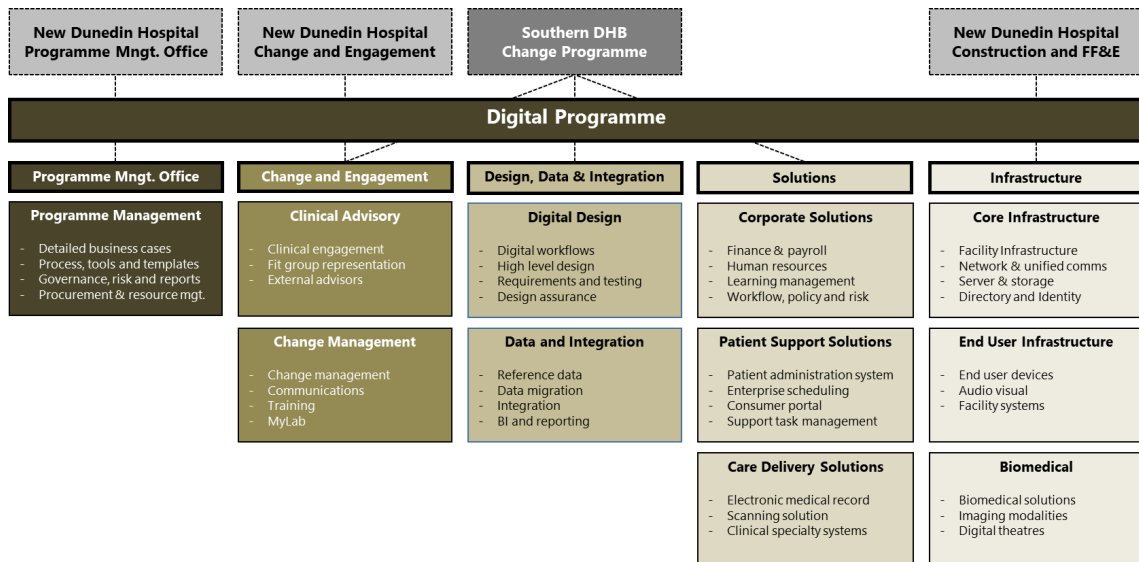 New Dunedin Hospital
Programme Mngt. Office
New Dunedin Hospital
Change and Engagement
Southern DHB
Change Programme
New Dunedin Hospital
Construction and FF&E
Digital Programme
Programme Mngt. Office
Change and Engagement
Design, Data & Integration
Solutions
Infrastructure
Programme Management
- Detailed business cases
- Process, tools and templates
- Governance, risk and reports
- Procurement & resource mgt.
Clinical Advisory
- Clinical engagement
- Fit group representation
- External advisors
Digital Design
- Digital workflows
- High level design
- Requirements and testing
- Design assurance
Corporate Solutions
- Finance & payroll
- Human resources
- Learning management
- Workflow, policy and risk
Core Infrastructure
- Facility Infrastructure
- Network & unified comms
- Server & storage
- Directory and Identity
Change Management
- Change management
- Communications
- Training
- MyLab
Data and Integration
- Reference data
- Data migration
- Integration
- BI and reporting
Patient Support Solutions
- Patient administration system
- Enterprise scheduling
- Consumer portal
- Support task management
End User Infrastructure
- End user devices
- Audio visual
- Facility systems
Care Delivery Solutions
- Electronic medical record
- Scanning solution
- Clinical specialty systems
Biomedical
- Biomedical solutions
- Imaging modalities
- Digital theatres